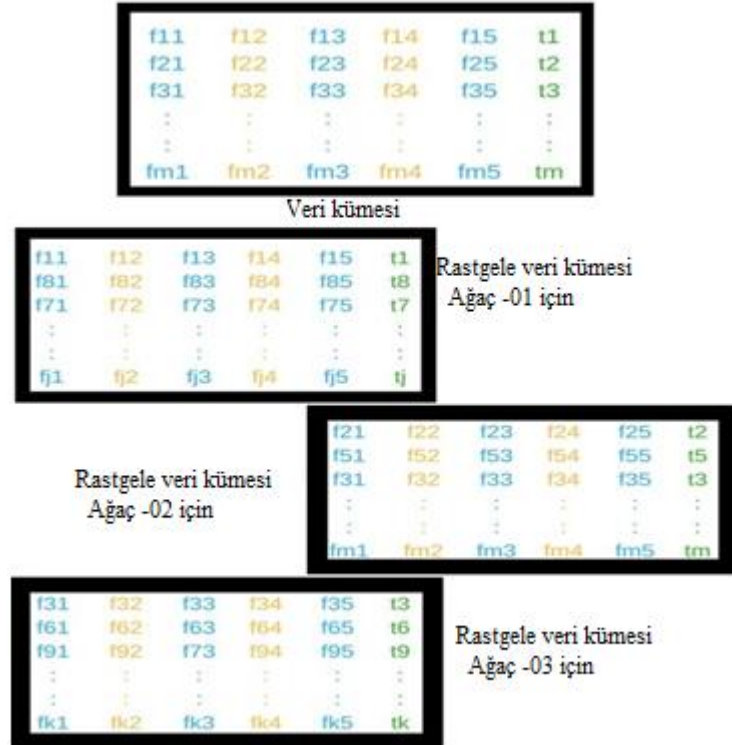 f11 f12 f13 f14 f15 t1
f21 f22 f23 f24 f25 t2
f31 f32 f33 f34 f35 t3
: : : : : :
: : : : : :
fm1 fm2 fm3 fm4 fm5 tm
Veri kümesi
f11 f12 f13 f14 f15 t1
f81 f82 f83 f84 f85 t8
f71 f72 f73 f74 f75 t7
: : : : : :
: : : : : :
fj1 fj2 fj3 fj4 fj5 tj
Rastgele veri kümesi
Ağaç -01 için
f21 f22 f23 f24 f25 t2
f51 f52 f53 f54 f55 t5
f31 f32 f33 f34 f35 t3
: : : : : :
: : : : : :
fm1 fm2 fm3 fm4 fm5 tm
Rastgele veri kümesi
Ağaç -02 için
f31 f32 f33 f34 f35 t3
f61 f62 f63 f64 f65 t6
f91 f92 f73 f94 f95 t9
: : : : : :
: : : : : :
fk1 fk2 fk3 fk4 fk5 tk
Rastgele veri kümesi
Ağaç -03 için